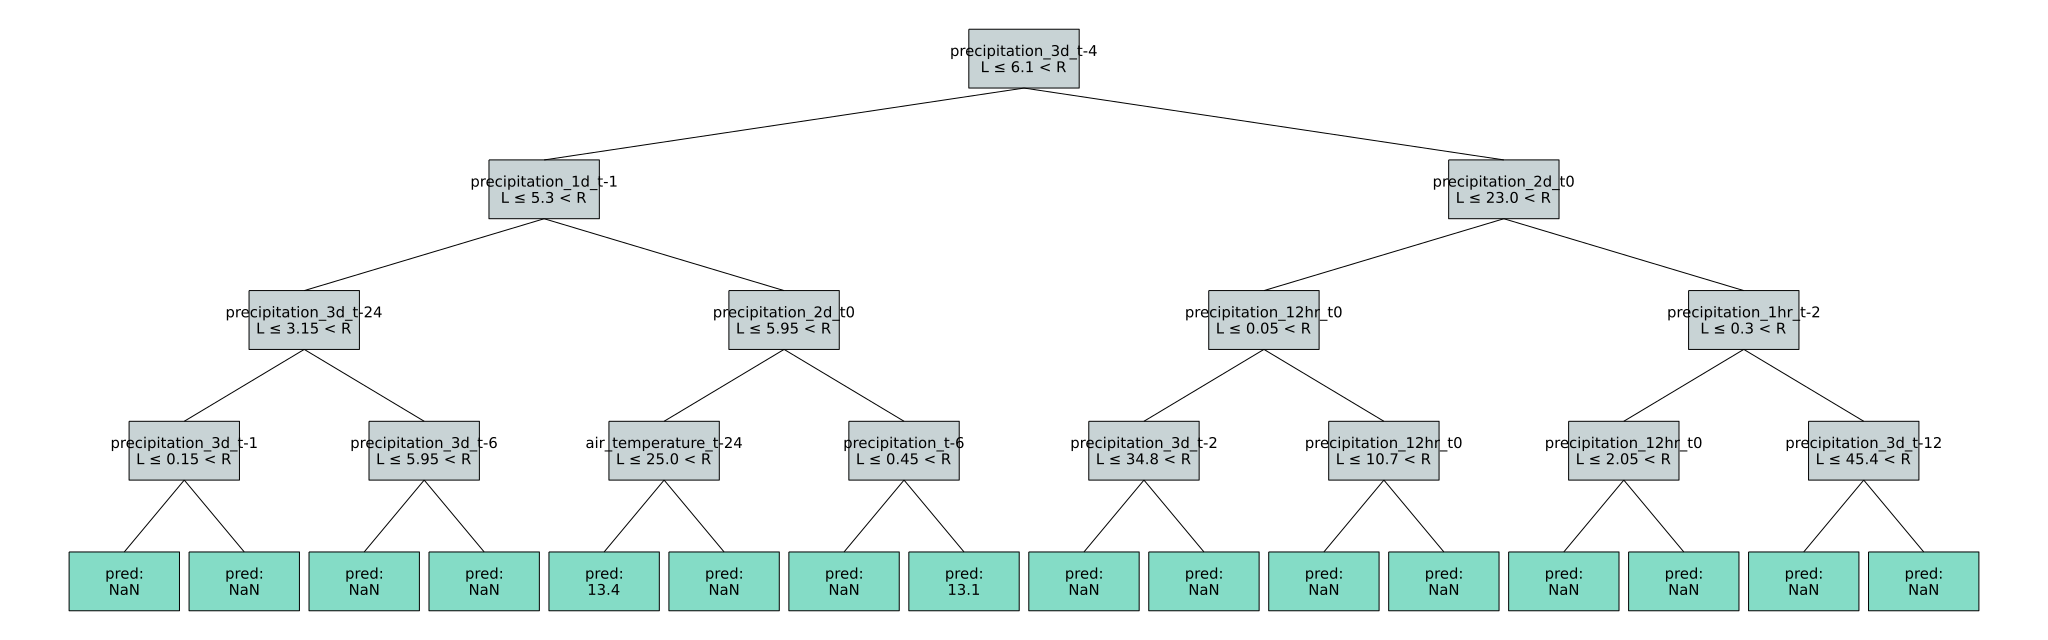 precipitation_3d_t-4
L ≤ 6.1 < R
precipitation_1d_t-1
L ≤ 5.3 < R
precipitation_2d_t0
L ≤ 23.0 < R
precipitation_3d_t-24
L ≤ 3.15 < R
precipitation_2d_t0
L ≤ 5.95 < R
precipitation_12hr_t0
L ≤ 0.05 < R
precipitation_1hr_t-2
L ≤ 0.3 < R
precipitation_3d_t-1
L ≤ 0.15 < R
precipitation_3d_t-6
L ≤ 5.95 < R
air_temperature_t-24
L ≤ 25.0 < R
precipitation_t-6
L ≤ 0.45 < R
precipitation_3d_t-2
L ≤ 34.8 < R
precipitation_12hr_t0
L ≤ 10.7 < R
precipitation_12hr_t0
L ≤ 2.05 < R
precipitation_3d_t-12
L ≤ 45.4 < R
pred:
NaN
pred:
NaN
pred:
NaN
pred:
NaN
pred:
13.4
pred:
NaN
pred:
NaN
pred:
13.1
pred:
NaN
pred:
NaN
pred:
NaN
pred:
NaN
pred:
NaN
pred:
NaN
pred:
NaN
pred:
NaN